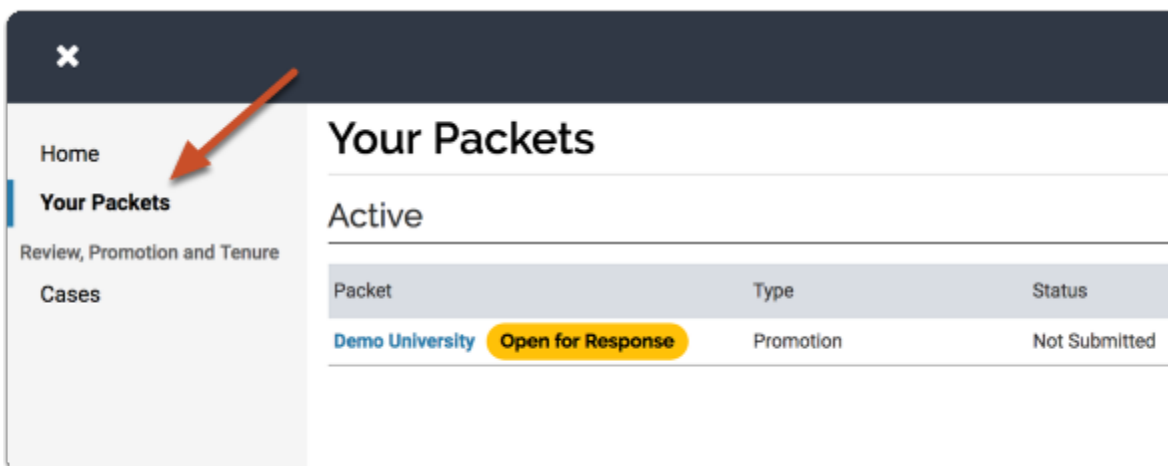 Home
Your Packets
Review, Promotion and Tenure
Cases
Your Packets
Active
Packet Type Status
Demo University Open for Response Promotion Not Submitted